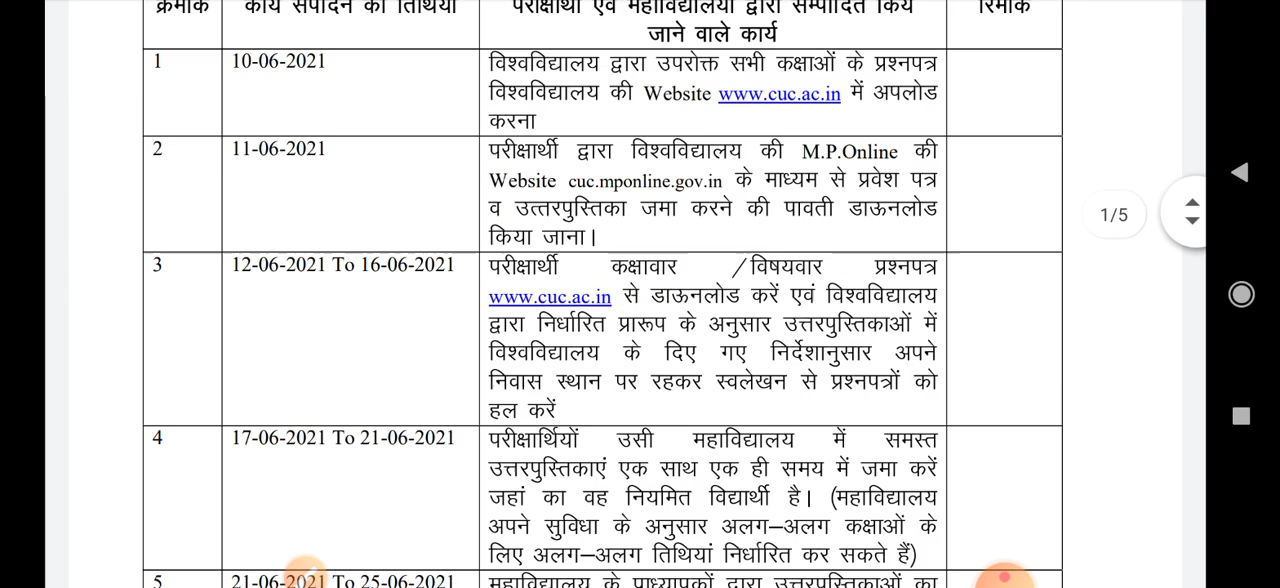 क्रमांक कार्य संपादन की तिथियां परीक्षार्थी एवं महाविद्यालयों द्वारा सम्पादित किये रिमार्क
जाने वाले कार्य
1 10-06-2021 विश्वविद्यालय द्वारा उपरोक्त सभी कक्षाओं के प्रश्नपत्र
विश्वविद्यालय की Website www.cuc.ac.in में अपलोड
करना
2 11-06-2021 परीक्षार्थी द्वारा विश्वविद्यालय की M.P.Online की
Website cuc.mponline.gov.in के माध्यम से प्रवेश पत्र
व उत्तरपुस्तिका जमा करने की पावती डाऊनलोड
किया जाना।
1/5
3 12-06-2021 To 16-06-2021 परीक्षार्थी कक्षावार /विषयवार प्रश्नपत्र
www.cuc.ac.in से डाऊनलोड करें एवं विश्वविद्यालय
द्वारा निर्धारित प्रारूप के अनुसार उत्तरपुस्तिकाओं में
विश्वविद्यालय के दिए गए निर्देशानुसार अपने
निवास स्थान पर रहकर स्वलेखन से प्रश्नपत्रों को
हल करें
4 17-06-2021 To 21-06-2021 परीक्षार्थियों उसी महाविद्यालय में समस्त
उत्तरपुस्तिकाएं एक साथ एक ही समय में जमा करें
जहां का वह नियमित विद्यार्थी है। (महाविद्यालय
अपने सुविधा के अनुसार अलग–अलग कक्षाओं के
लिए अलग–अलग तिथियां निर्धारित कर सकते हैं)
5 21-06-2021 To 25-06-2021 महाविद्यालय के प्राध्यापकों द्वारा उत्तरपुस्तिकाओं का